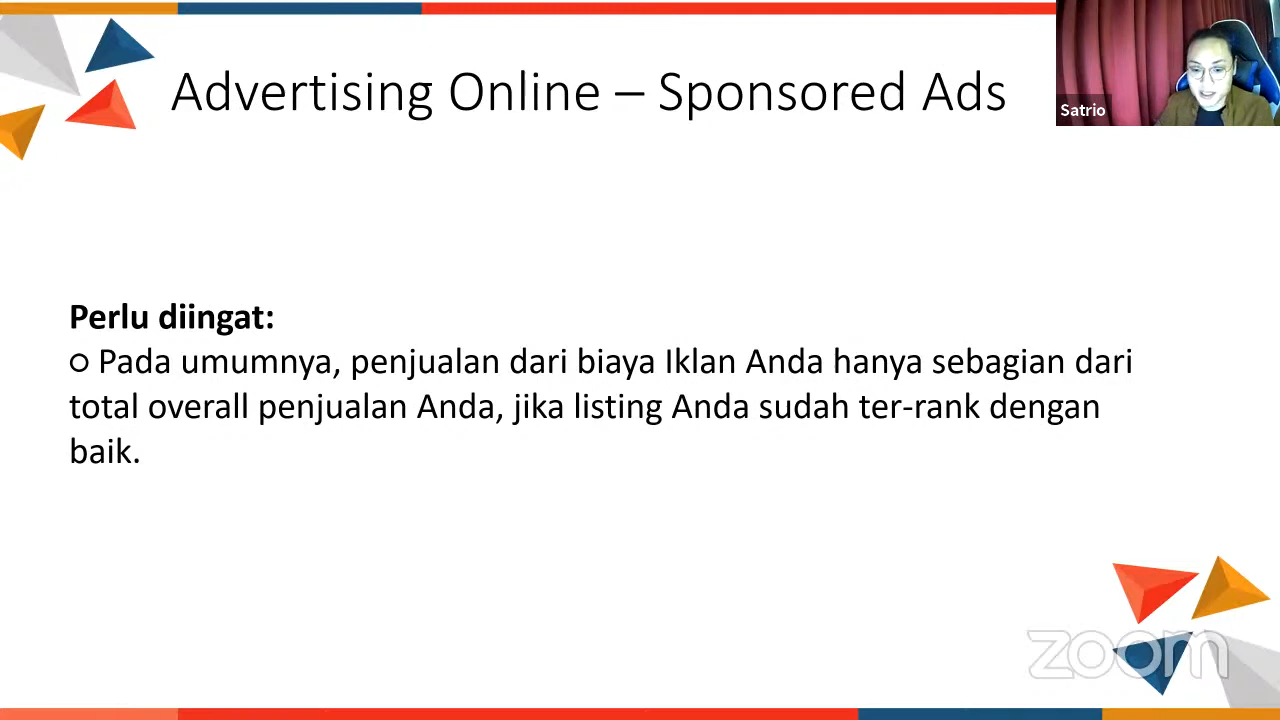 Advertising Online – Sponsored Ads
Satrio
Perlu diingat:
○ Pada umumnya, penjualan dari biaya Iklan Anda hanya sebagian dari
total overall penjualan Anda, jika listing Anda sudah ter-rank dengan
baik.
zoom